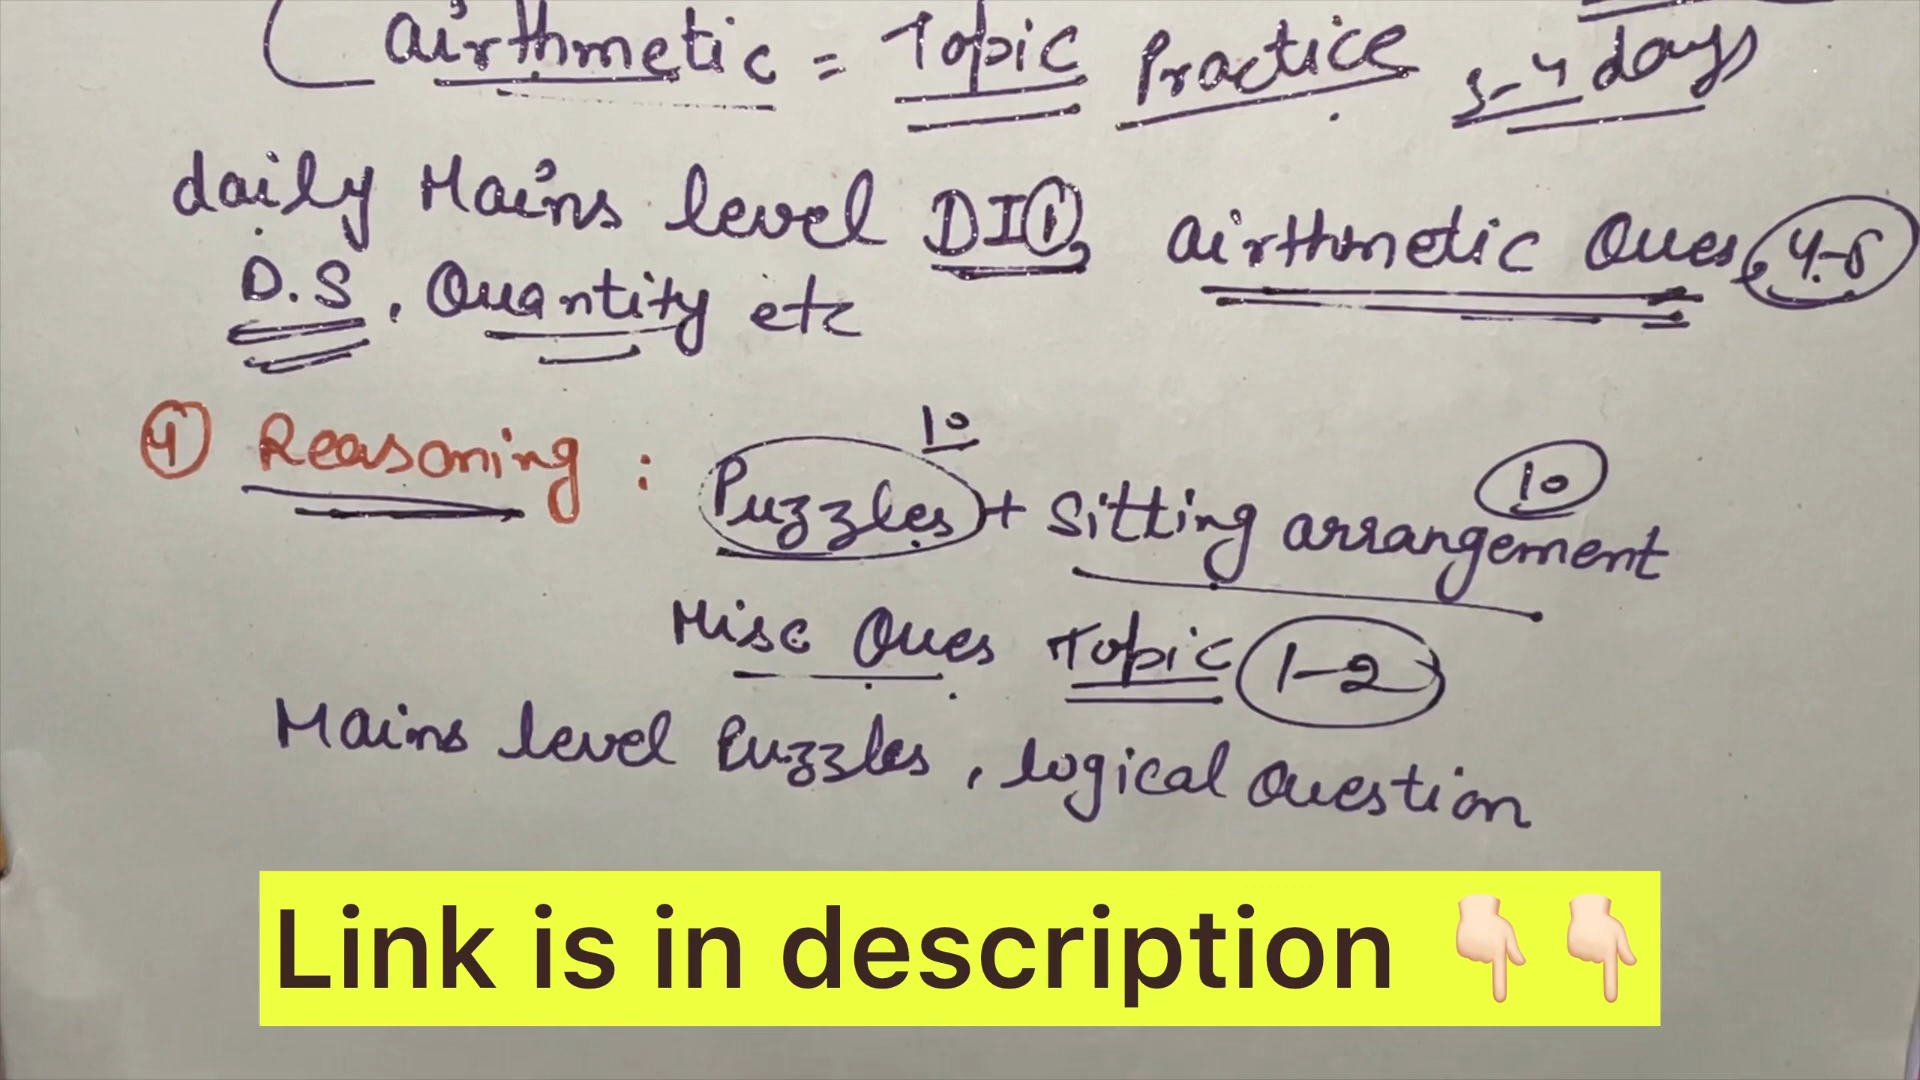 airthmetic = Topic Practice 3-4 days
daily Mains level DI 1, airthmetic Ques, 4-5
D.S, Quantity etc
4 Reasoning : Puzzles 10 + Sitting arrangement 10
Misc Ques Topic 1-2
Mains level Puzzles, logical Question
Link is in description 👇🏻👇🏻